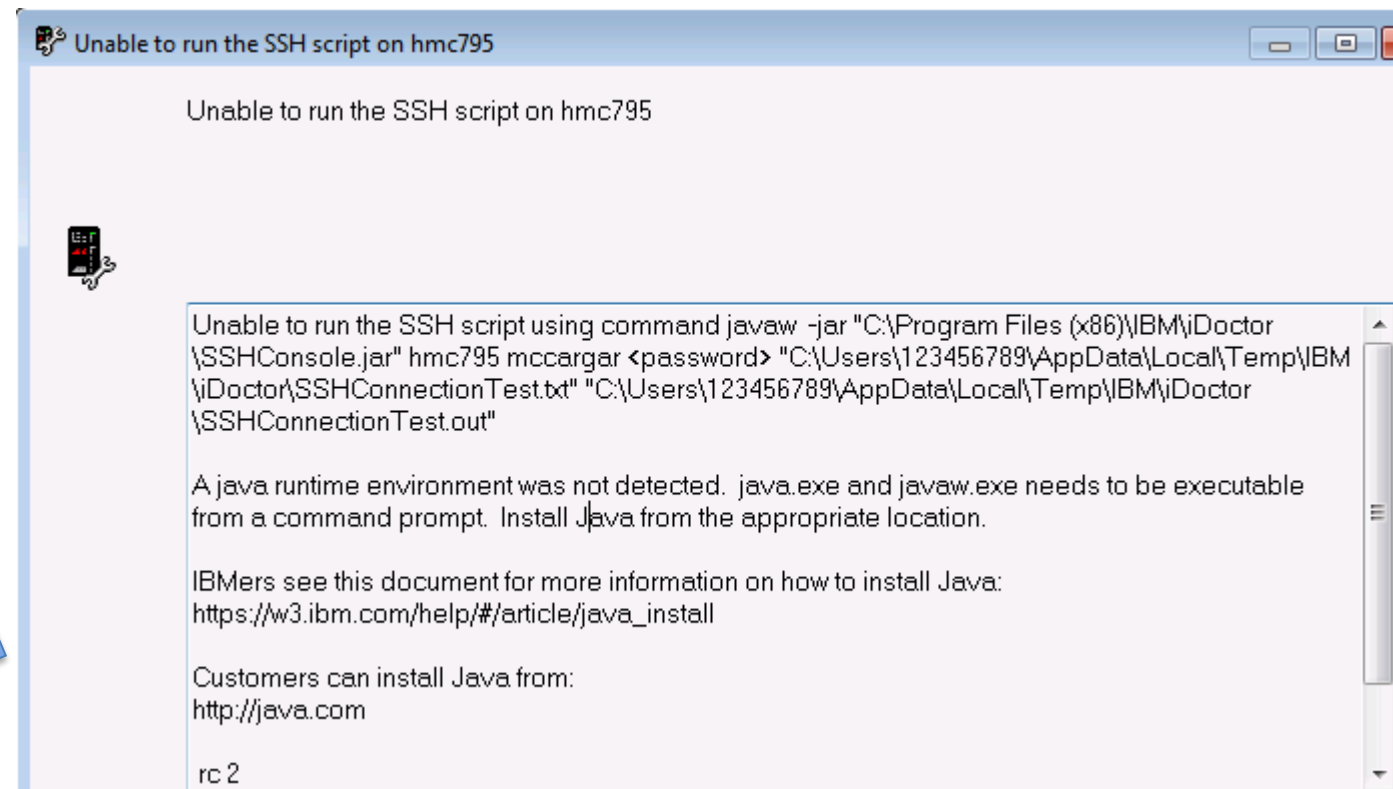 Unable to run the SSH script on hmc795
Unable to run the SSH script on hmc795
Unable to run the SSH script using command javaw -jar "C:\Program Files (x86)\IBM\iDoctor
\SSHConsole.jar" hmc795 mccargar <password> "C:\Users\123456789\AppData\Local\Temp\IBM
\iDoctor\SSHConnectionTest.txt" "C:\Users\123456789\AppData\Local\Temp\IBM\iDoctor
\SSHConnectionTest.out"
A java runtime environment was not detected.  java.exe and javaw.exe needs to be executable
from a command prompt.  Install Java from the appropriate location.
IBMers see this document for more information on how to install Java:
https://w3.ibm.com/help/#/article/java_install
Customers can install Java from:
http://java.com
rc 2